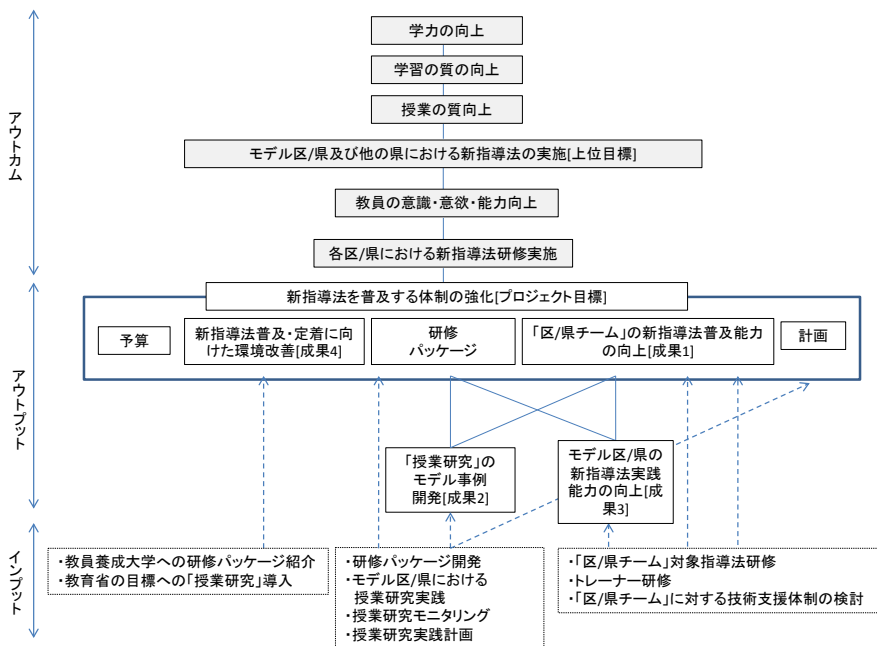 学力の向上
学習の質の向上
授業の質向上
モデル区/県及び他の県における新指導法の実施[上位目標]
教員の意識・意欲・能力向上
各区/県における新指導法研修実施
アウトカム
新指導法を普及する体制の強化[プロジェクト目標]
予算
新指導法普及・定着に向
けた環境改善[成果4]
研修
パッケージ
「区/県チーム」の新指導法普及能力
の向上[成果1]
計画
アウトプット
「授業研究」の
モデル事例
開発[成果2]
モデル区/県の
新指導法実践
能力の向上[成
果3]
インプット
・教員養成大学への研修パッケージ紹介
・教育省の目標への「授業研究」導入
・研修パッケージ開発
・モデル区/県における
授業研究実践
・授業研究モニタリング
・授業研究実践計画
・「区/県チーム」対象指導法研修
・トレーナー研修
・「区/県チーム」に対する技術支援体制の検討